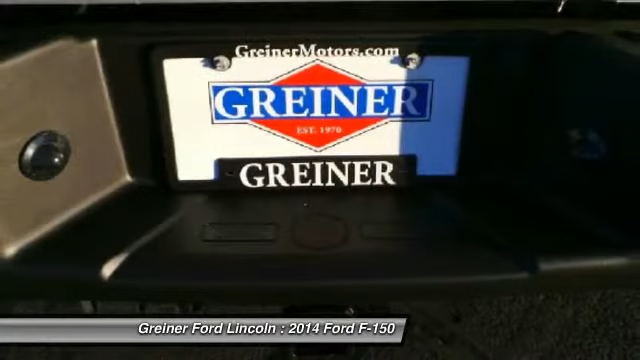 GreinerMotors.com
GREINER
EST. 1970
GREINER
Greiner Ford Lincoln : 2014 Ford F-150